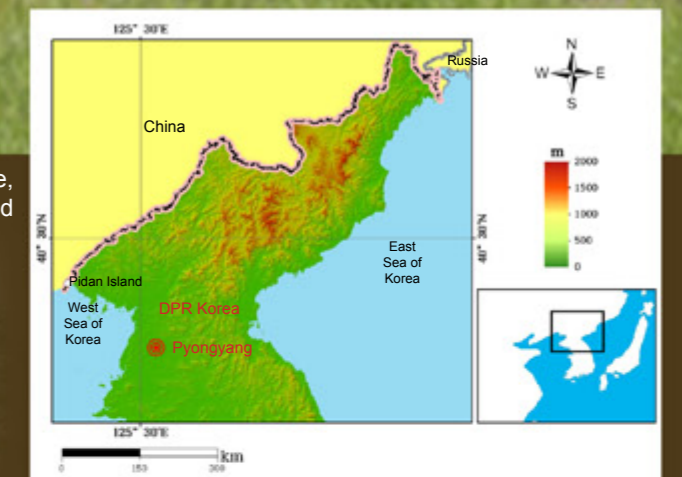 125° 30'E
Russia
N
W E
S
China
m
2000
1500
1000
500
0
e,
d
40° 30'N
40° 30'N
East
Sea of
Korea
Pidan Island
West
Sea of
Korea
DPR Korea
Pyongyang
125° 30'E
km
0 150 300